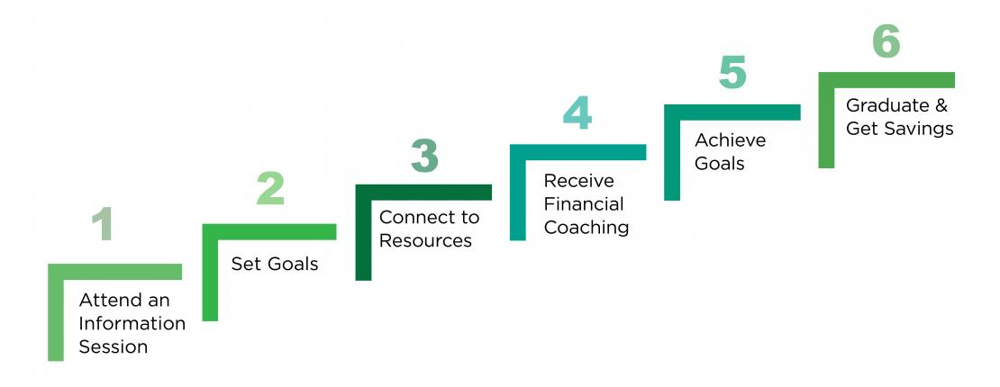 1
Attend an
Information
Session
2
Set Goals
3
Connect to
Resources
4
Receive
Financial
Coaching
5
Achieve
Goals
6
Graduate &
Get Savings